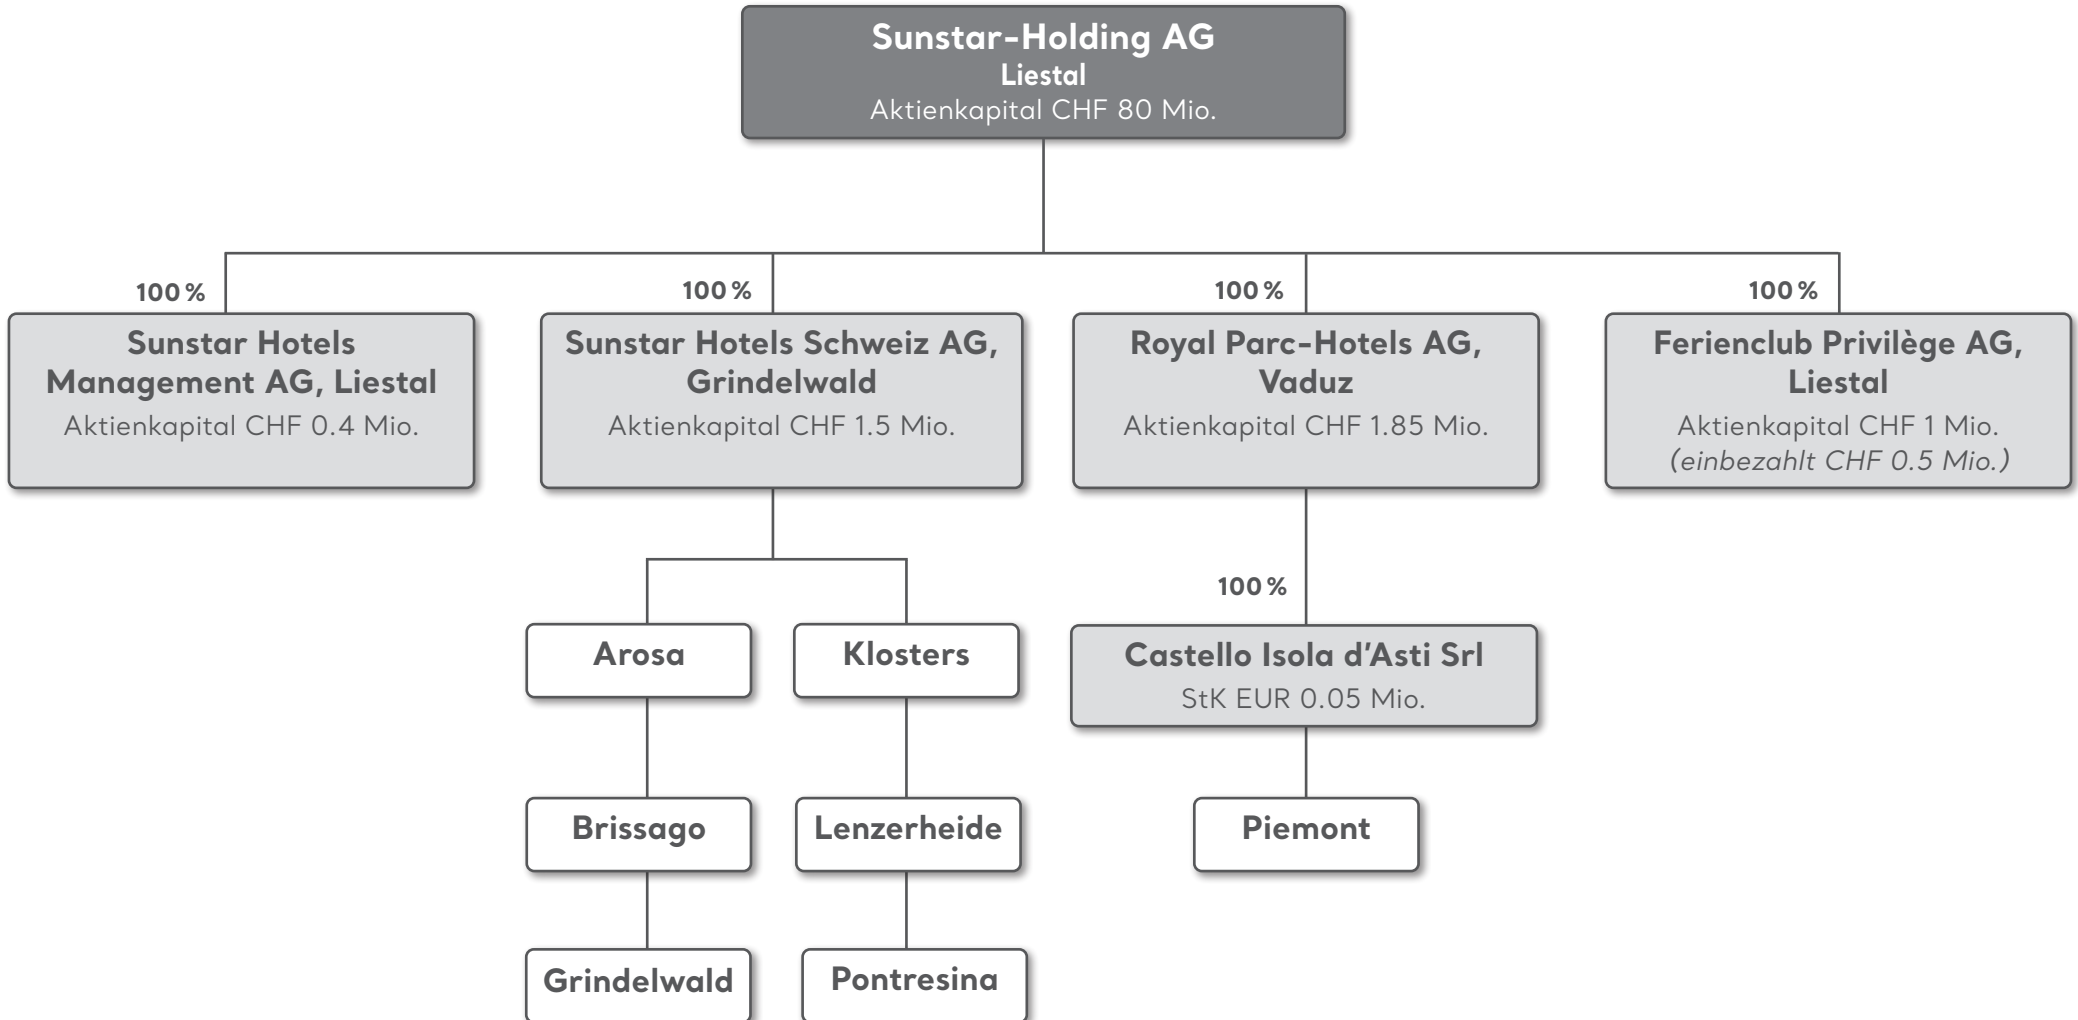 Sunstar-Holding AG
Liestal
Aktienkapital CHF 80 Mio.
100 %
100 %
100 %
100 %
Sunstar Hotels
Management AG, Liestal
Aktienkapital CHF 0.4 Mio.
Sunstar Hotels Schweiz AG,
Grindelwald
Aktienkapital CHF 1.5 Mio.
Royal Parc-Hotels AG,
Vaduz
Aktienkapital CHF 1.85 Mio.
Ferienclub Privilège AG,
Liestal
Aktienkapital CHF 1 Mio.
(einbezahlt CHF 0.5 Mio.)
100 %
Arosa
Klosters
Castello Isola d’Asti Srl
StK EUR 0.05 Mio.
Brissago
Lenzerheide
Piemont
Grindelwald
Pontresina